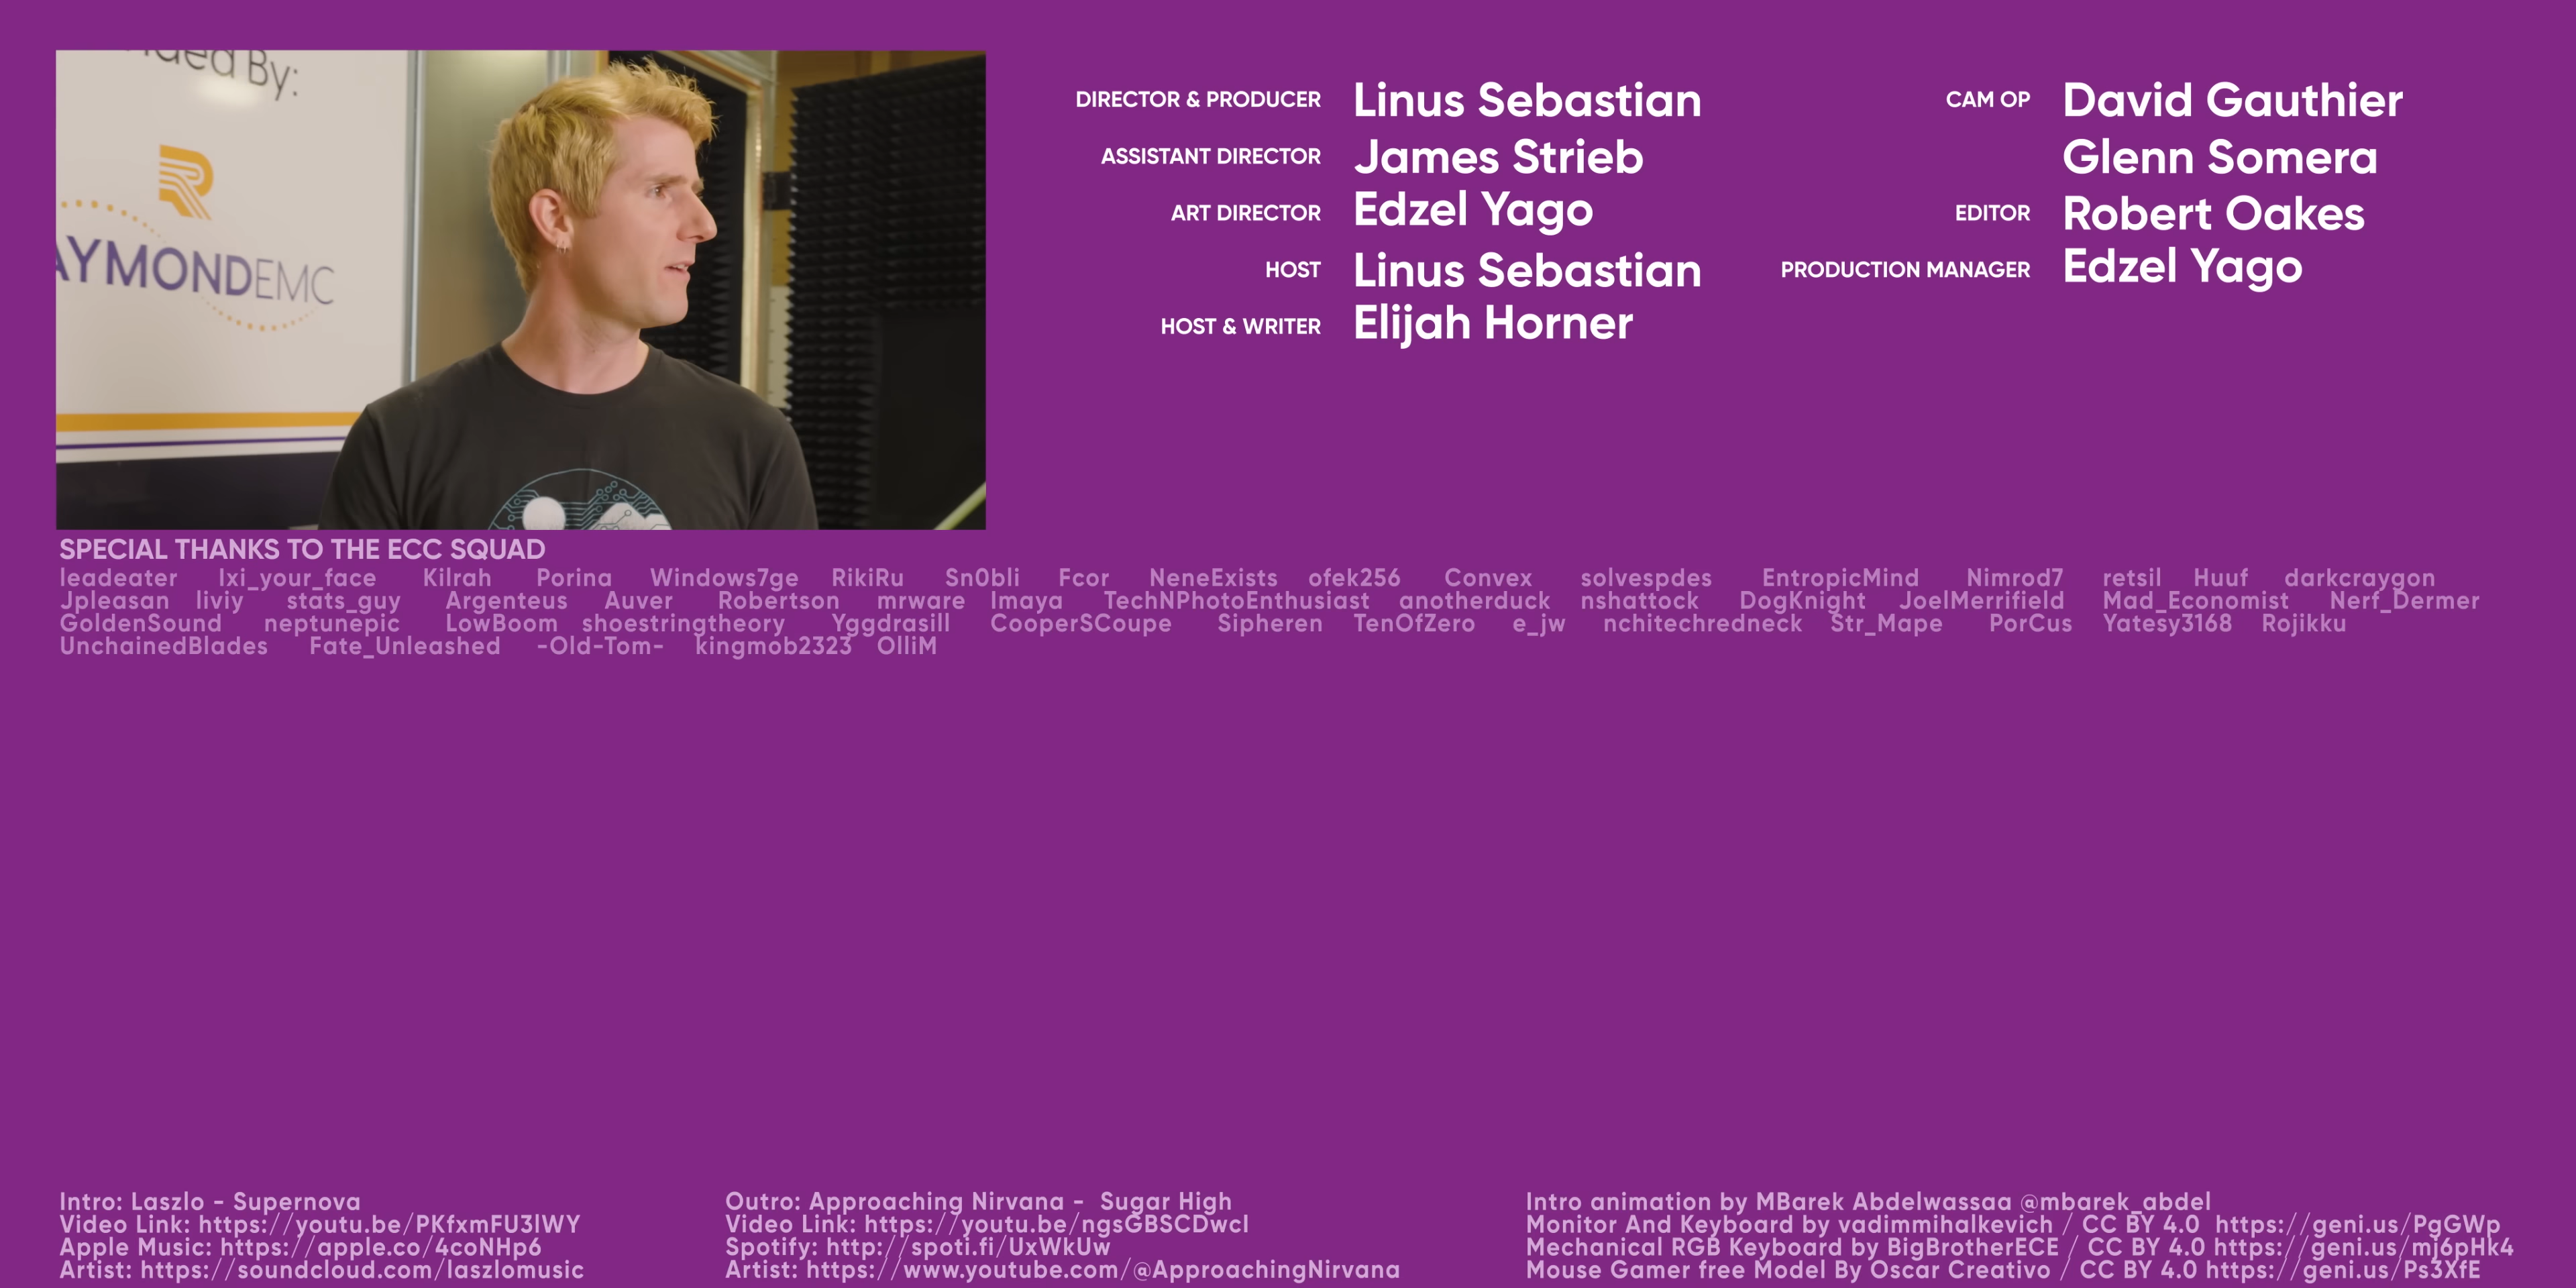 ded By:
R
AYMONDEMC
DIRECTOR & PRODUCER Linus Sebastian
ASSISTANT DIRECTOR James Strieb
ART DIRECTOR Edzel Yago
HOST Linus Sebastian
HOST & WRITER Elijah Horner
CAM OP David Gauthier
Glenn Somera
EDITOR Robert Oakes
PRODUCTION MANAGER Edzel Yago
SPECIAL THANKS TO THE ECC SQUAD
leadeater lxi_your_face Kilrah Porina Windows7ge RikiRu Sn0bli Fcor NeneExists ofek256 Convex solvespdes EntropicMind Nimrod7 retsil Huuf darkcraygon
Jpleasan liviy stats_guy Argenteus Auver Robertson mrware Imaya TechNPhotoEnthusiast anotherduck nshattock DogKnight JoelMerrifield Mad_Economist Nerf_Dermer
GoldenSound neptunepic LowBoom shoestringtheory Yggdrasill CooperSCoupe Sipheren TenOfZero e_jw nchitechredneck Str_Mape PorCus Yatesy3168 Rojikku
UnchainedBlades Fate_Unleashed -Old-Tom- kingmob2323 OlliM
Intro: Laszlo - Supernova
Video Link: https://youtu.be/PKfxmFU3lWY
Apple Music: https://apple.co/4coNHp6
Artist: https://soundcloud.com/laszlomusic
Outro: Approaching Nirvana - Sugar High
Video Link: https://youtu.be/ngsGBSCDwcI
Spotify: http://spoti.fi/UxWkUw
Artist: https://www.youtube.com/@ApproachingNirvana
Intro animation by MBarek Abdelwassaa @mbarek_abdel
Monitor And Keyboard by vadimmihalkevich / CC BY 4.0 https://geni.us/PgGWp
Mechanical RGB Keyboard by BigBrotherECE / CC BY 4.0 https://geni.us/mj6pHk4
Mouse Gamer free Model By Oscar Creativo / CC BY 4.0 https://geni.us/Ps3XfE